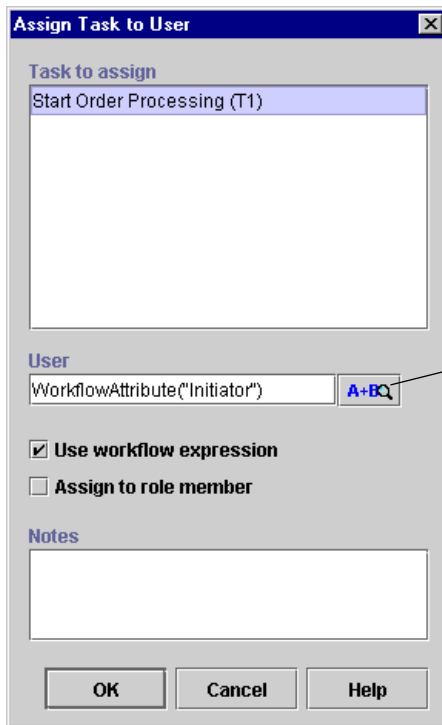 Assign Task to User
Task to assign
Start Order Processing (T1)
User
WorkflowAttribute("Initiator")
A+B
Use workflow expression
Assign to role member
Notes
OK Cancel Help